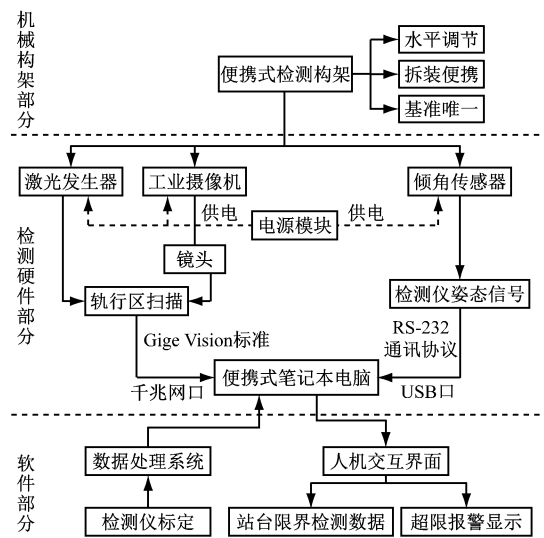 机械构架部分
水平调节
便携式检测构架
拆装便携
基准唯一
检测硬件部分
激光发生器
工业摄像机
倾角传感器
供电
电源模块
供电
镜头
轨行区扫描
检测仪姿态信号
Gige Vision标准
RS-232
通讯协议
便携式笔记本电脑
千兆网口
USB口
软件部分
数据处理系统
人机交互界面
检测仪标定
站台限界检测数据
超限报警显示